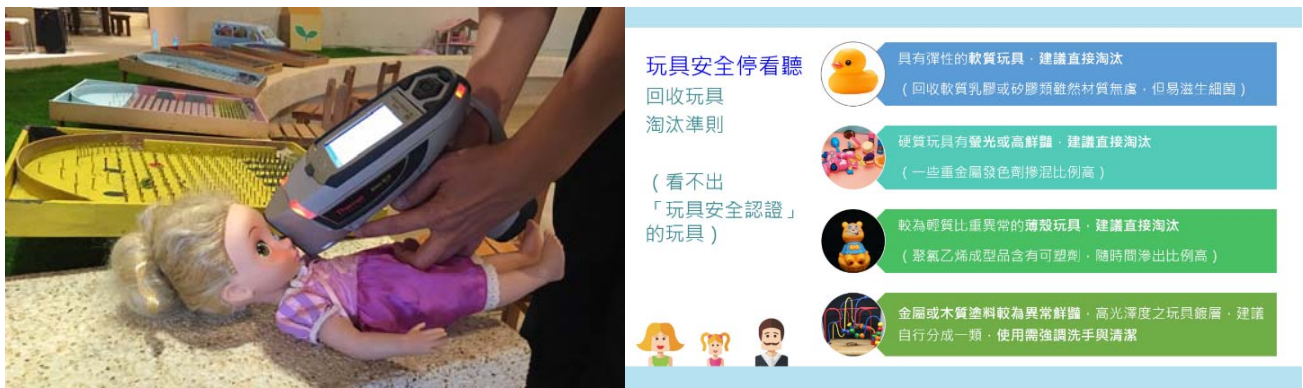 玩具安全停看聽
回收玩具
淘汰準則
（看不出
「玩具安全認證」
的玩具）
具有彈性的軟質玩具，建議直接淘汰
（回收軟質乳膠或矽膠類雖然材質無虞，但易滋生細菌）
硬質玩具有螢光或高鮮豔，建議直接淘汰
（一些重金屬發色劑摻混比例高）
較為輕質比重異常的薄殼玩具，建議直接淘汰
（聚氯乙烯成型品含有可塑劑，隨時間滲出比例高）
金屬或木質塗料較為異常鮮豔，高光澤度之玩具鍍層，建議
自行分成一類，使用需強調洗手與清潔